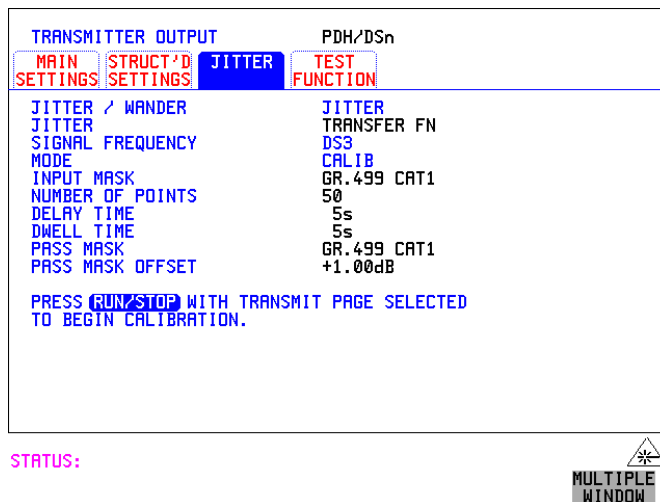 TRANSMITTER OUTPUT PDH/DSn
MAIN SETTINGS STRUCT'D SETTINGS JITTER TEST FUNCTION
JITTER / WANDER JITTER
JITTER TRANSFER FN
SIGNAL FREQUENCY DS3
MODE CALIB
INPUT MASK GR.499 CAT1
NUMBER OF POINTS 50
DELAY TIME 5s
DWELL TIME 5s
PASS MASK GR.499 CAT1
PASS MASK OFFSET +1.00dB
PRESS RUN/STOP WITH TRANSMIT PAGE SELECTED
TO BEGIN CALIBRATION.
STATUS:
MULTIPLE
WINDOW